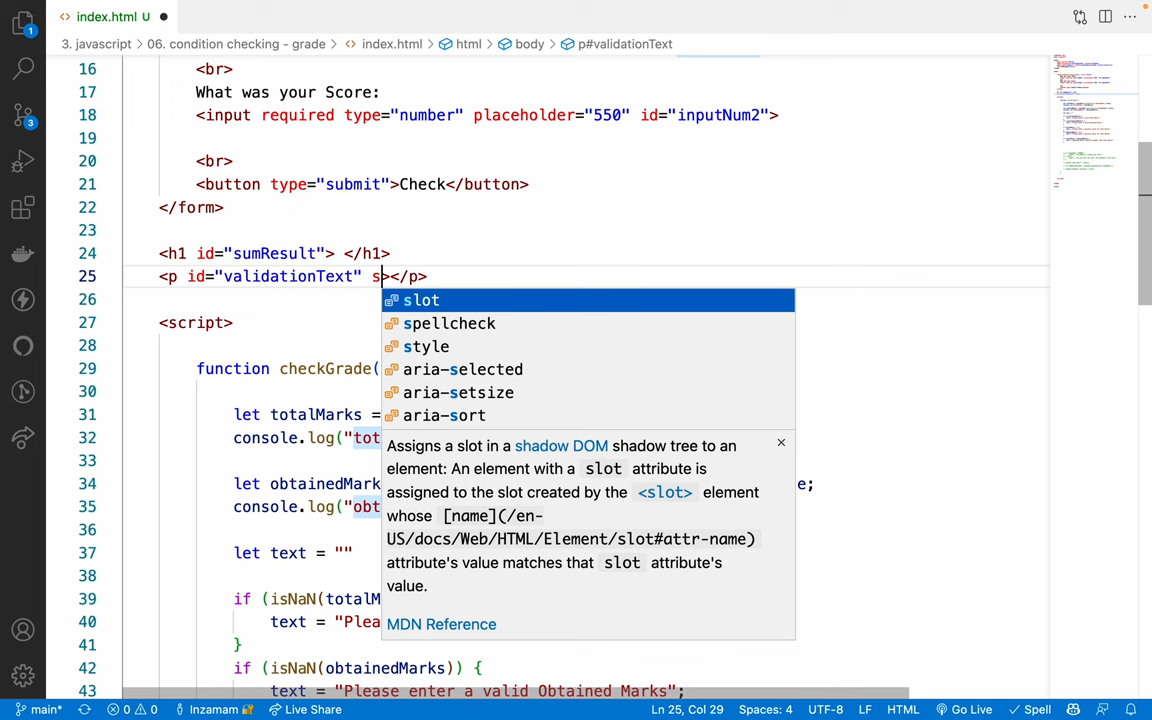 index.html U
3. javascript > 06. condition checking - grade > index.html > html > body > p#validationText
1
3
16 <br>
17 What was your Score:
18 <input required type="number" placeholder="550" id="inputNum2">
19
20 <br>
21 <button type="submit">Check</button>
22 </form>
23
24 <h1 id="sumResult"> </h1>
25 <p id="validationText" s></p>
26
27 <script>
28
29 function checkGrade(
30
31 let totalMarks =
32 console.log("tot
33
34 let obtainedMark e;
35 console.log("obt
36
37 let text = ""
38
39 if (isNaN(totalM
40 text = "Plea
41 }
42 if (isNaN(obtainedMarks)) {
43 text = "Please enter a valid Obtained Marks";
slot
spellcheck
style
aria-selected
aria-setsize
aria-sort
Assigns a slot in a shadow DOM shadow tree to an
element: An element with a slot attribute is
assigned to the slot created by the <slot> element
whose [name](/en-
US/docs/Web/HTML/Element/slot#attr-name)
attribute's value matches that slot attribute's
value.
MDN Reference
main* 0 0 Inzamam Live Share Ln 25, Col 29 Spaces: 4 UTF-8 LF HTML Go Live Spell